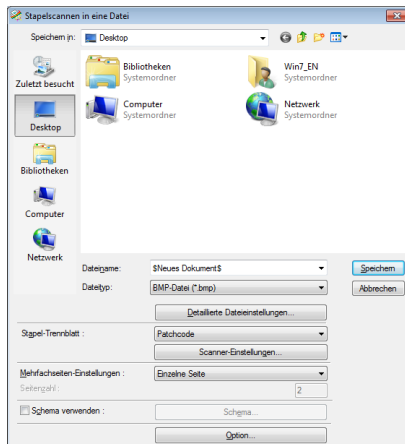 Stapelscannen in eine Datei
Speichern in: Desktop
Zuletzt besucht
Desktop
Bibliotheken
Computer
Netzwerk
Bibliotheken
Systemordner
Win7_EN
Systemordner
Computer
Systemordner
Netzwerk
Systemordner
Dateiname: $Neues Dokument$ Speichern
Dateityp: BMP-Datei (*.bmp) Abbrechen
Detaillierte Dateieinstellungen...
Stapel-Trennblatt : Patchcode
Scanner-Einstellungen...
Mehrfachseiten-Einstellungen : Einzelne Seite
Seitenzahl: 2
Schema verwenden : Schema...
Option...